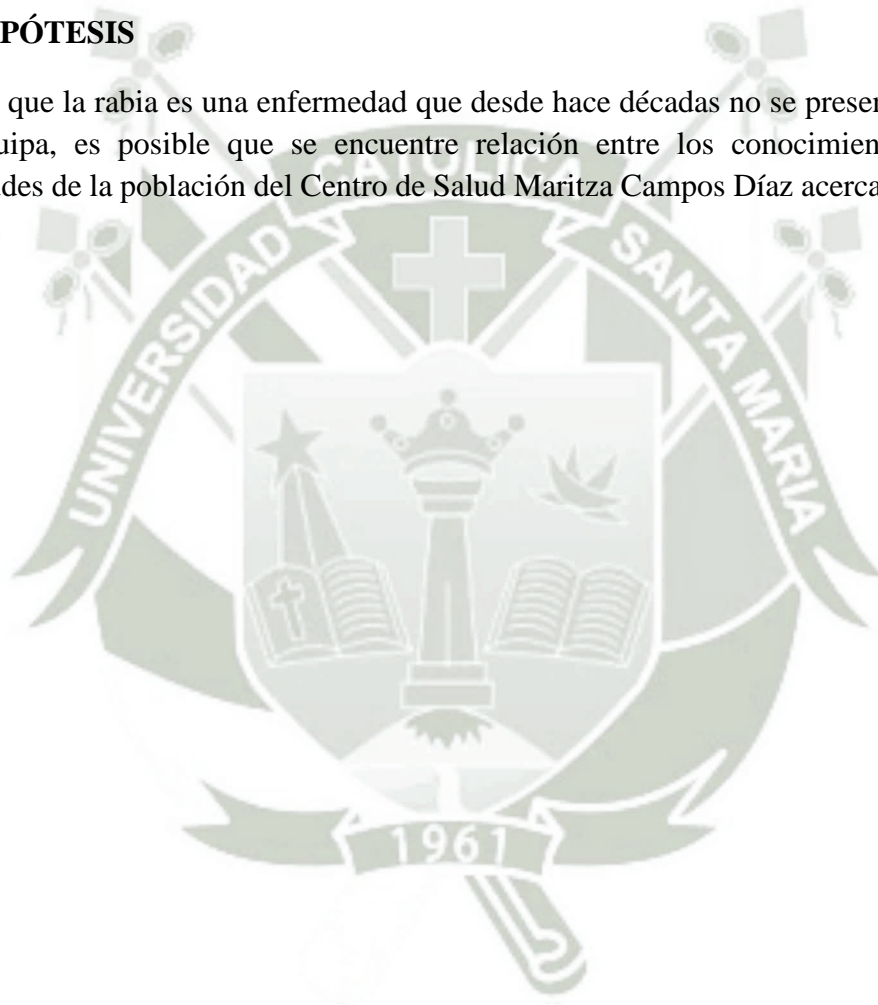 PÓTESIS
que la rabia es una enfermedad que desde hace décadas no se presen
uipa, es posible que se encuentre relación entre los conocimien
des de la población del Centro de Salud Maritza Campos Díaz acerca
UNIVERSIDAD CATOLICA SANTA MARIA
1961